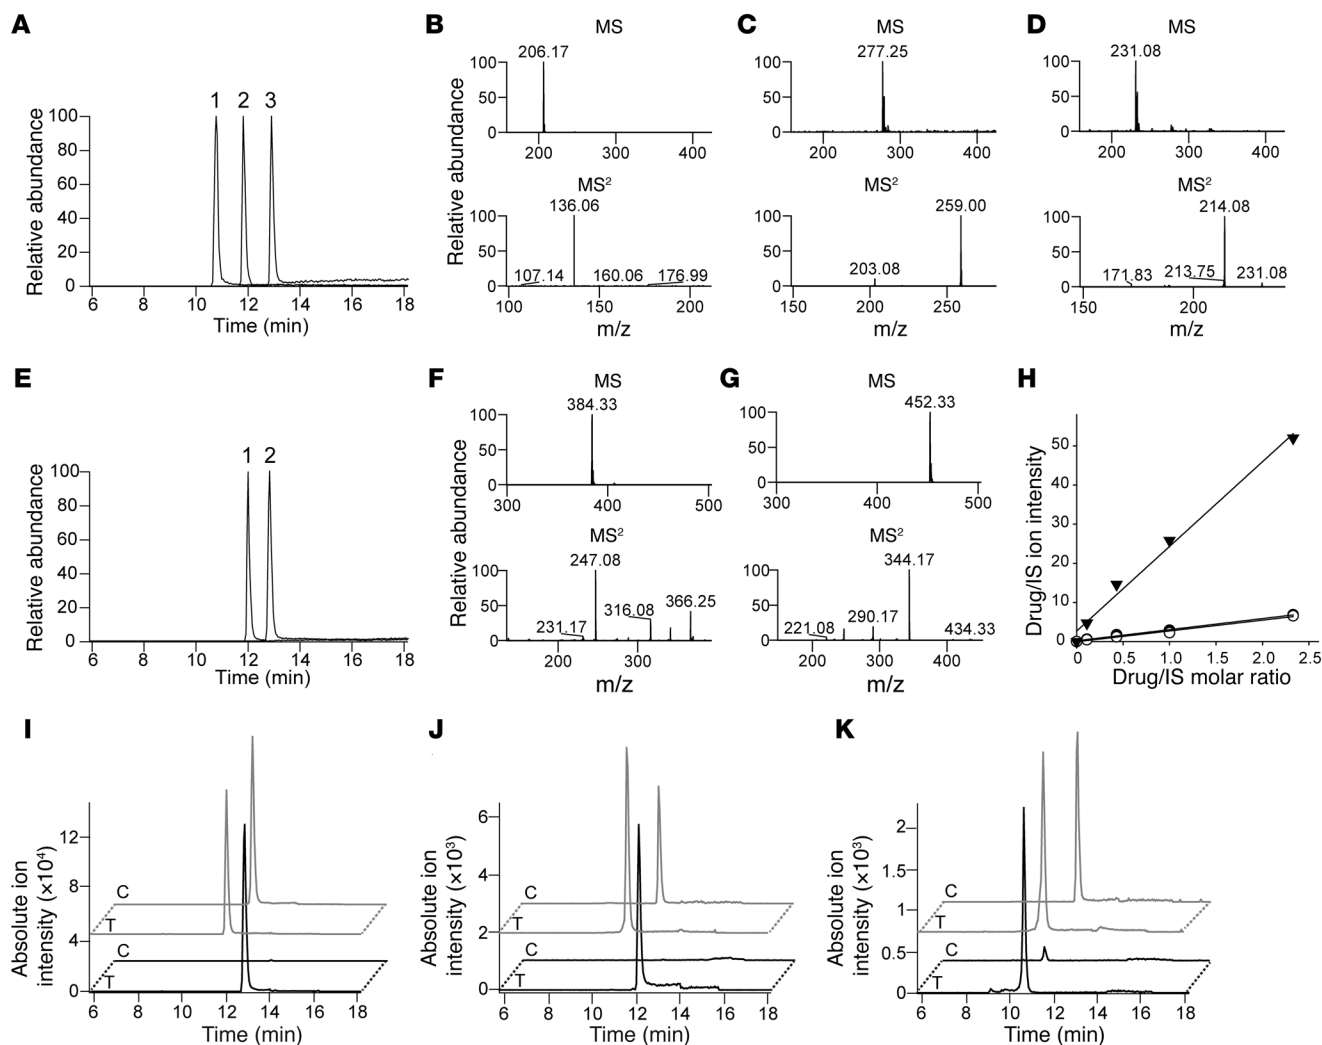 A
Relative abundance
100
80
60
40
20
0
1 2 3
6 8 10 12 14 16 18
Time (min)
B
MS
206.17
100
50
0
200 300 400
Relative abundance
MS²
136.06
100
50
0
107.14 160.06 176.99
100 150 200
m/z
C
MS
277.25
100
50
0
200 300 400
MS²
259.00
100
50
0
203.08
150 200 250
m/z
D
MS
231.08
100
50
0
200 300 400
MS²
214.08
100
50
0
171.83 213.75 231.08
150 200
m/z
E
Relative abundance
100
80
60
40
20
0
1 2
6 8 10 12 14 16 18
Time (min)
F
MS
384.33
100
50
0
300 400 500
Relative abundance
MS²
247.08
100
50
0
231.17 316.08 366.25
200 300
m/z
G
MS
452.33
100
50
0
300 400 500
MS²
344.17
100
50
0
221.08 290.17 434.33
200 300 400
m/z
H
Drug/IS ion intensity
50
40
30
20
10
0
0 0.5 1.0 1.5 2.0 2.5
Drug/IS molar ratio
I
Absolute ion
intensity (×10⁴)
12
8
4
0
C
T
C
T
6 8 10 12 14 16 18
Time (min)
J
Absolute ion
intensity (×10³)
6
4
2
0
C
T
C
T
6 8 10 12 14 16 18
Time (min)
K
Absolute ion
intensity (×10³)
2
1.5
1
0.5
0
C
T
C
T
6 8 10 12 14 16 18
Time (min)